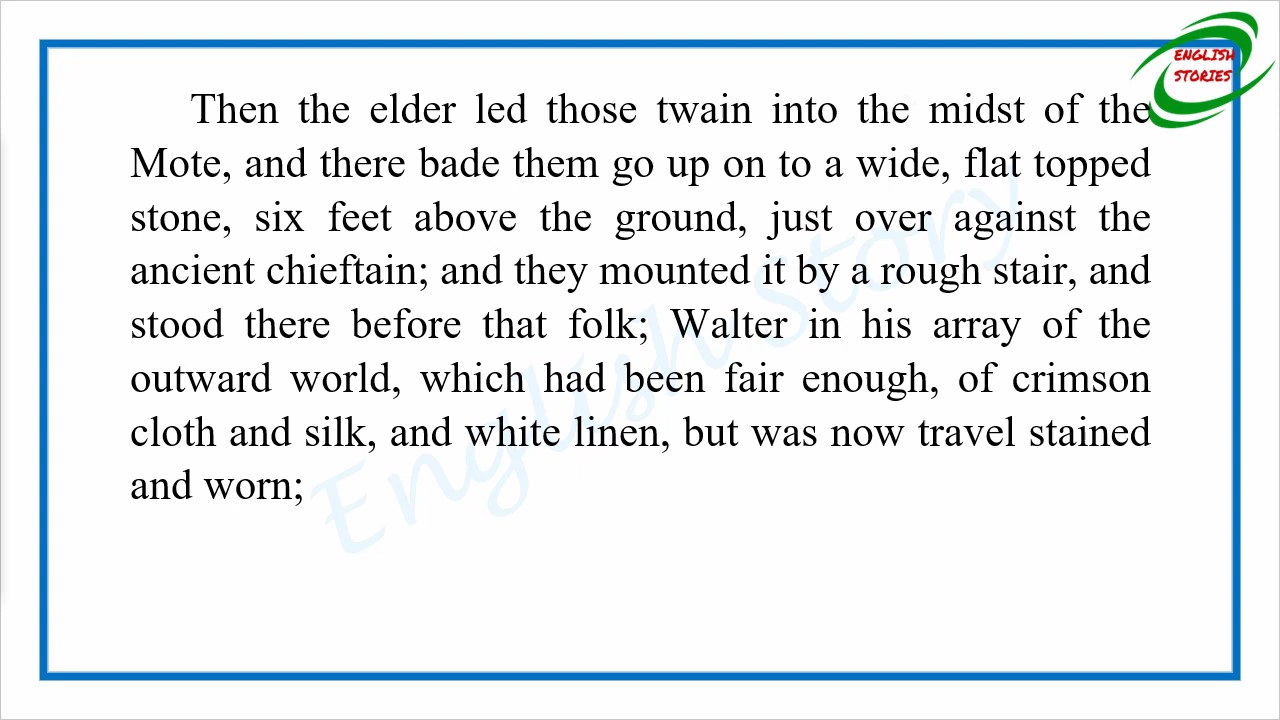 ENGLISH
STORIES
Then the elder led those twain into the midst of the
Mote, and there bade them go up on to a wide, flat topped
stone, six feet above the ground, just over against the
ancient chieftain; and they mounted it by a rough stair, and
stood there before that folk; Walter in his array of the
outward world, which had been fair enough, of crimson
cloth and silk, and white linen, but was now travel stained
and worn;
English Story